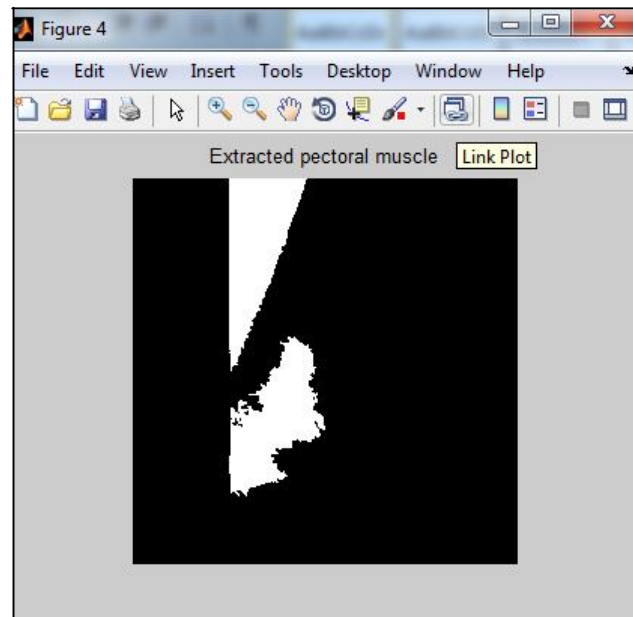 Figure 4
File Edit View Insert Tools Desktop Window Help
Extracted pectoral muscle Link Plot